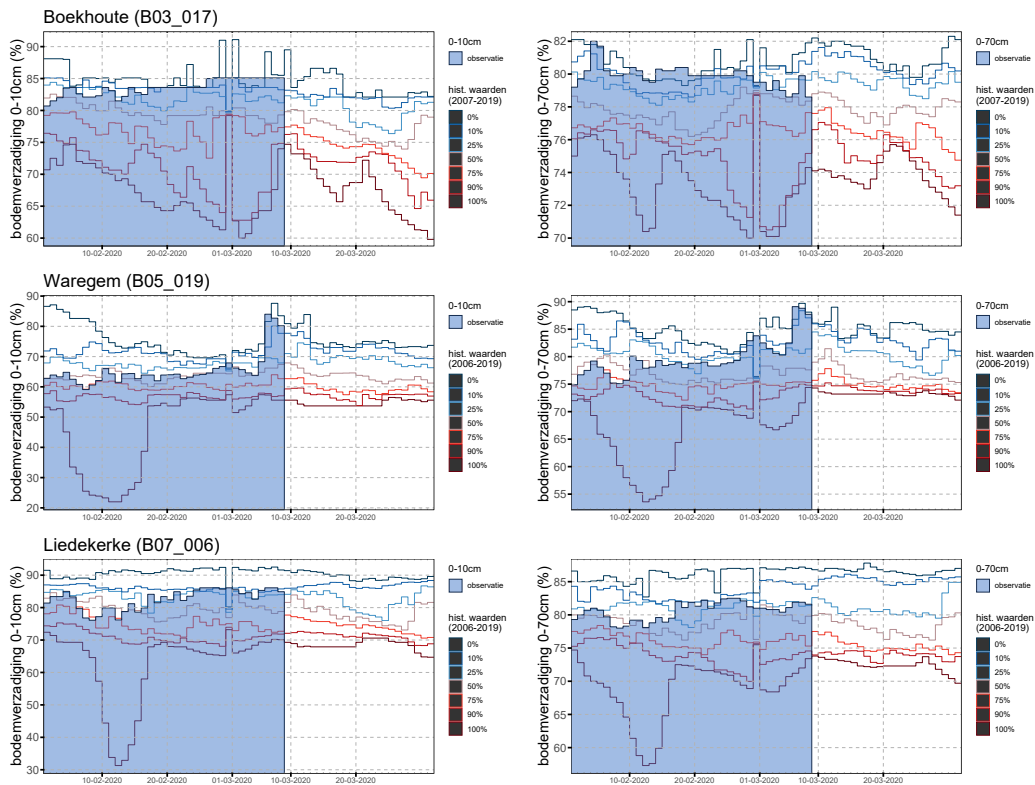 Boekhoute (B03_017)
bodemverzadiging 0-10cm (%)
90
85
80
75
70
65
60
10-02-2020 20-02-2020 01-03-2020 10-03-2020 20-03-2020
0-10cm
observatie
hist. waarden
(2007-2019)
0%
10%
25%
50%
75%
90%
100%
bodemverzadiging 0-70cm (%)
82
80
78
76
74
72
70
10-02-2020 20-02-2020 01-03-2020 10-03-2020 20-03-2020
0-70cm
observatie
hist. waarden
(2007-2019)
0%
10%
25%
50%
75%
90%
100%
Waregem (B05_019)
bodemverzadiging 0-10cm (%)
90
80
70
60
50
40
30
20
10-02-2020 20-02-2020 01-03-2020 10-03-2020 20-03-2020
0-10cm
observatie
hist. waarden
(2006-2019)
0%
10%
25%
50%
75%
90%
100%
bodemverzadiging 0-70cm (%)
90
85
80
75
70
65
60
55
10-02-2020 20-02-2020 01-03-2020 10-03-2020 20-03-2020
0-70cm
observatie
hist. waarden
(2006-2019)
0%
10%
25%
50%
75%
90%
100%
Liedekerke (B07_006)
bodemverzadiging 0-10cm (%)
90
80
70
60
50
40
30
10-02-2020 20-02-2020 01-03-2020 10-03-2020 20-03-2020
0-10cm
observatie
hist. waarden
(2006-2019)
0%
10%
25%
50%
75%
90%
100%
bodemverzadiging 0-70cm (%)
85
80
75
70
65
60
10-02-2020 20-02-2020 01-03-2020 10-03-2020 20-03-2020
0-70cm
observatie
hist. waarden
(2006-2019)
0%
10%
25%
50%
75%
90%
100%